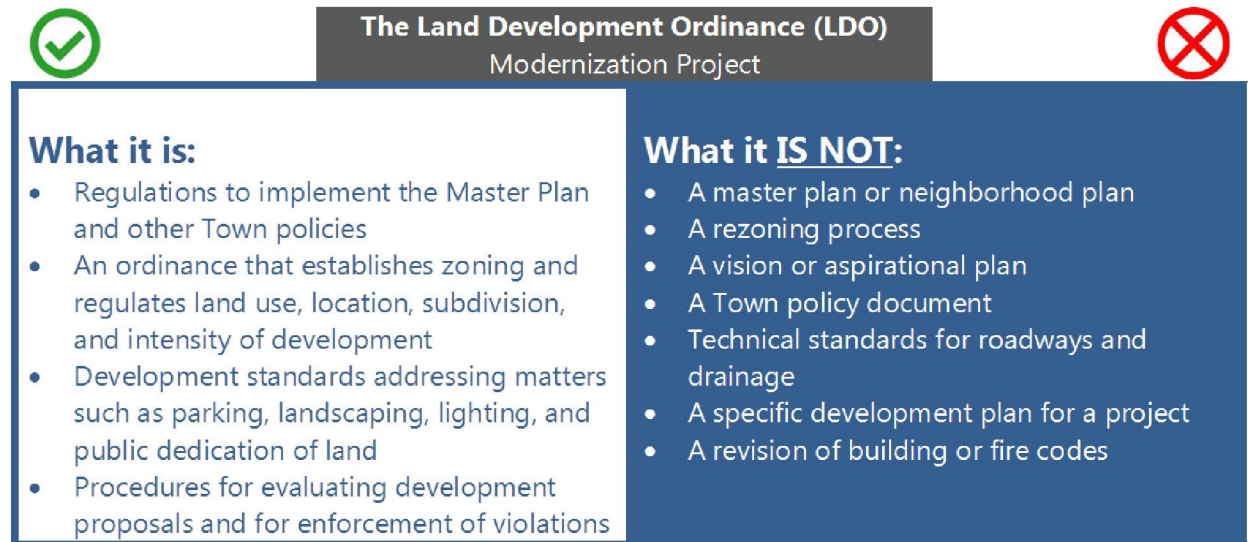 The Land Development Ordinance (LDO)
Modernization Project
What it is:
• Regulations to implement the Master Plan
and other Town policies
• An ordinance that establishes zoning and
regulates land use, location, subdivision,
and intensity of development
• Development standards addressing matters
such as parking, landscaping, lighting, and
public dedication of land
• Procedures for evaluating development
proposals and for enforcement of violations
What it IS NOT:
• A master plan or neighborhood plan
• A rezoning process
• A vision or aspirational plan
• A Town policy document
• Technical standards for roadways and
drainage
• A specific development plan for a project
• A revision of building or fire codes